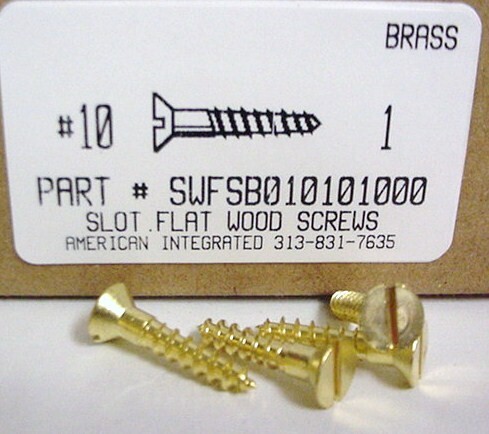 BRASS
#10 1
PART # SWFSB010101000
SLOT.FLAT WOOD SCREWS
AMERICAN INTEGRATED 313-831-7635